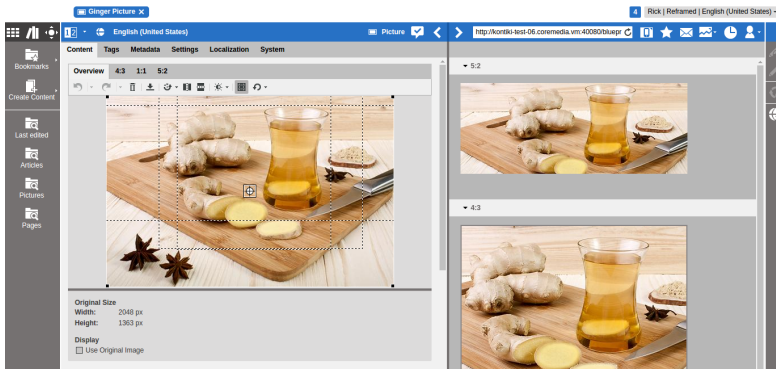 Ginger Picture
4
Rick | Reframed | English (United States)
English (United States)
Picture
http://kontiki-test-06.coremedia.vm:40080/bluepr
Content Tags Metadata Settings Localization System
Overview 4:3 1:1 5:2
Bookmarks
Create Content
Last edited
Articles
Pictures
Pages
Original Size
Width: 2048 px
Height: 1363 px
Display
Use Original Image
5:2
4:3